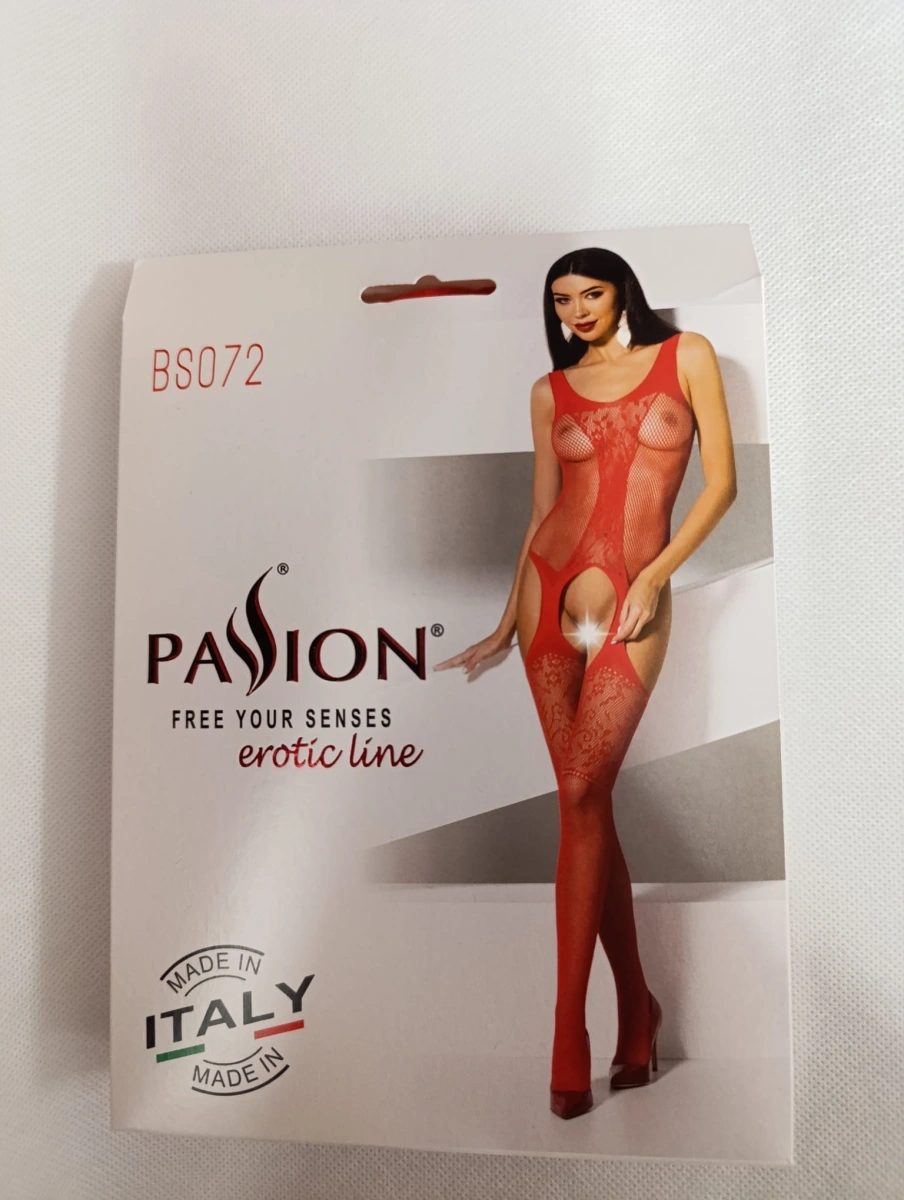 BS072
PASSION®
FREE YOUR SENSES
erotic line
MADE IN
ITALY
MADE IN